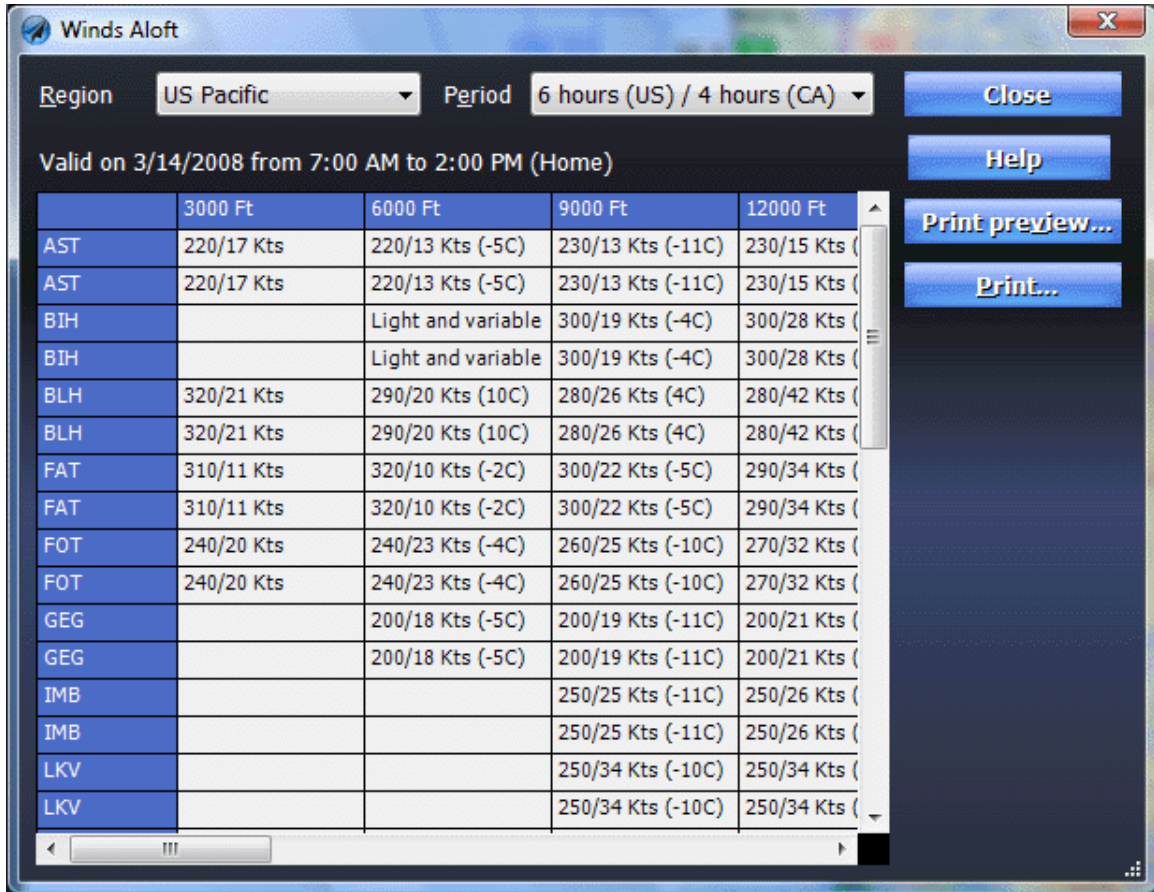 Winds Aloft
Region US Pacific Period 6 hours (US) / 4 hours (CA) Close
Valid on 3/14/2008 from 7:00 AM to 2:00 PM (Home) Help
3000 Ft 6000 Ft 9000 Ft 12000 Ft Print preview...
AST 220/17 Kts 220/13 Kts (-5C) 230/13 Kts (-11C) 230/15 Kts (
AST 220/17 Kts 220/13 Kts (-5C) 230/13 Kts (-11C) 230/15 Kts ( Print...
BIH Light and variable 300/19 Kts (-4C) 300/28 Kts (
BIH Light and variable 300/19 Kts (-4C) 300/28 Kts (
BLH 320/21 Kts 290/20 Kts (10C) 280/26 Kts (4C) 280/42 Kts (
BLH 320/21 Kts 290/20 Kts (10C) 280/26 Kts (4C) 280/42 Kts (
FAT 310/11 Kts 320/10 Kts (-2C) 300/22 Kts (-5C) 290/34 Kts (
FAT 310/11 Kts 320/10 Kts (-2C) 300/22 Kts (-5C) 290/34 Kts (
FOT 240/20 Kts 240/23 Kts (-4C) 260/25 Kts (-10C) 270/32 Kts (
FOT 240/20 Kts 240/23 Kts (-4C) 260/25 Kts (-10C) 270/32 Kts (
GEG 200/18 Kts (-5C) 200/19 Kts (-11C) 200/21 Kts (
GEG 200/18 Kts (-5C) 200/19 Kts (-11C) 200/21 Kts (
IMB 250/25 Kts (-11C) 250/26 Kts (
IMB 250/25 Kts (-11C) 250/26 Kts (
LKV 250/34 Kts (-10C) 250/34 Kts (
LKV 250/34 Kts (-10C) 250/34 Kts (